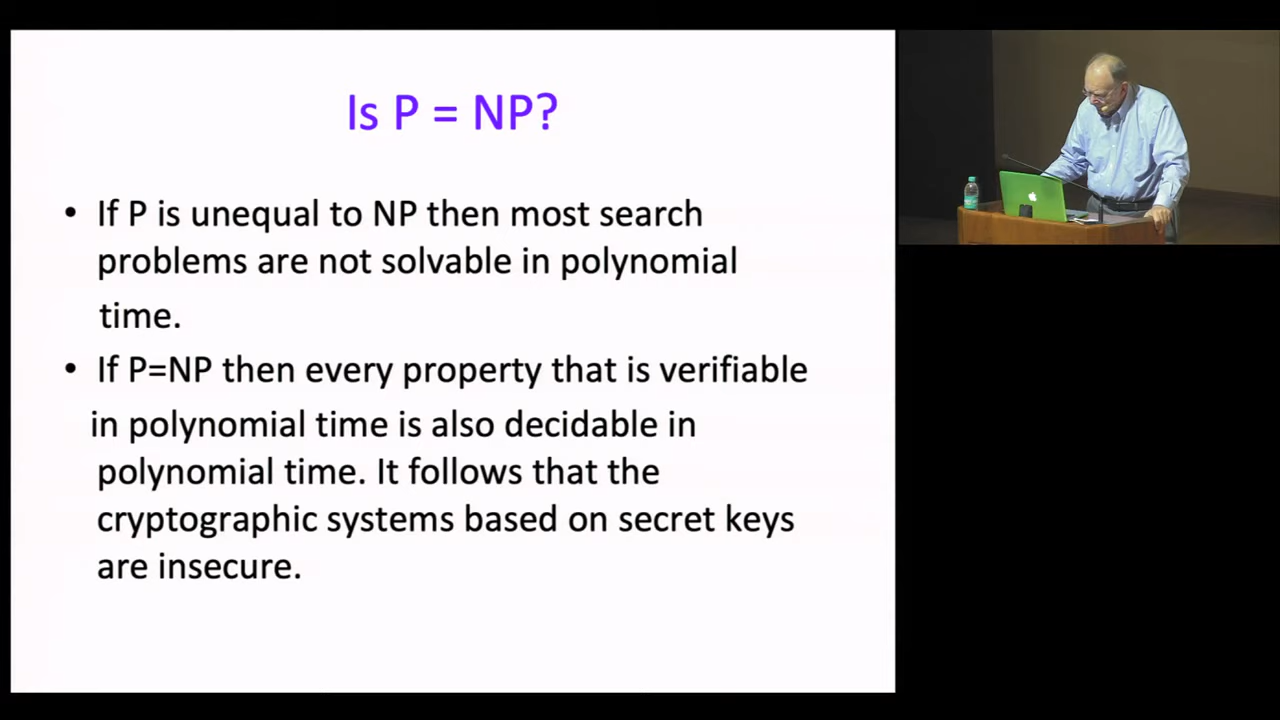 Is P = NP?
• If P is unequal to NP then most search
problems are not solvable in polynomial
time.
• If P=NP then every property that is verifiable
in polynomial time is also decidable in
polynomial time. It follows that the
cryptographic systems based on secret keys
are insecure.